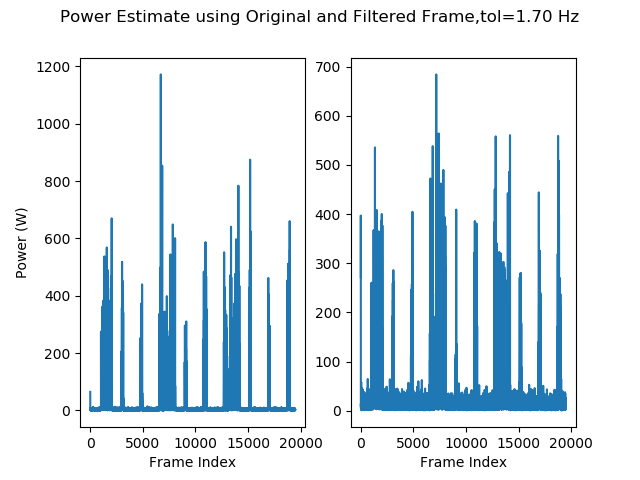 Power Estimate using Original and Filtered Frame,tol=1.70 Hz
1200
1000
800
600
400
200
0
Power (W)
0 5000 10000 15000 20000
Frame Index
700
600
500
400
300
200
100
0
0 5000 10000 15000 20000
Frame Index